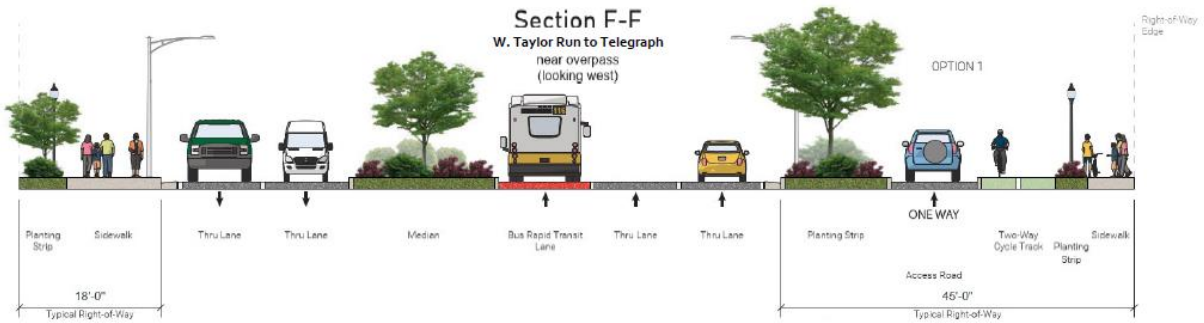 Section F-F
W. Taylor Run to Telegraph
near overpass
(looking west)
OPTION 1
Right-of-Way
Edge
ONE WAY
Planting
Strip
Sidewalk
Thru Lane
Thru Lane
Median
Bus Rapid Transit
Lane
Thru Lane
Thru Lane
Planting Strip
Access Road
Two-Way
Cycle Track
Planting
Strip
Sidewalk
18'-0"
Typical Right-of-Way
45'-0"
Typical Right-of-Way